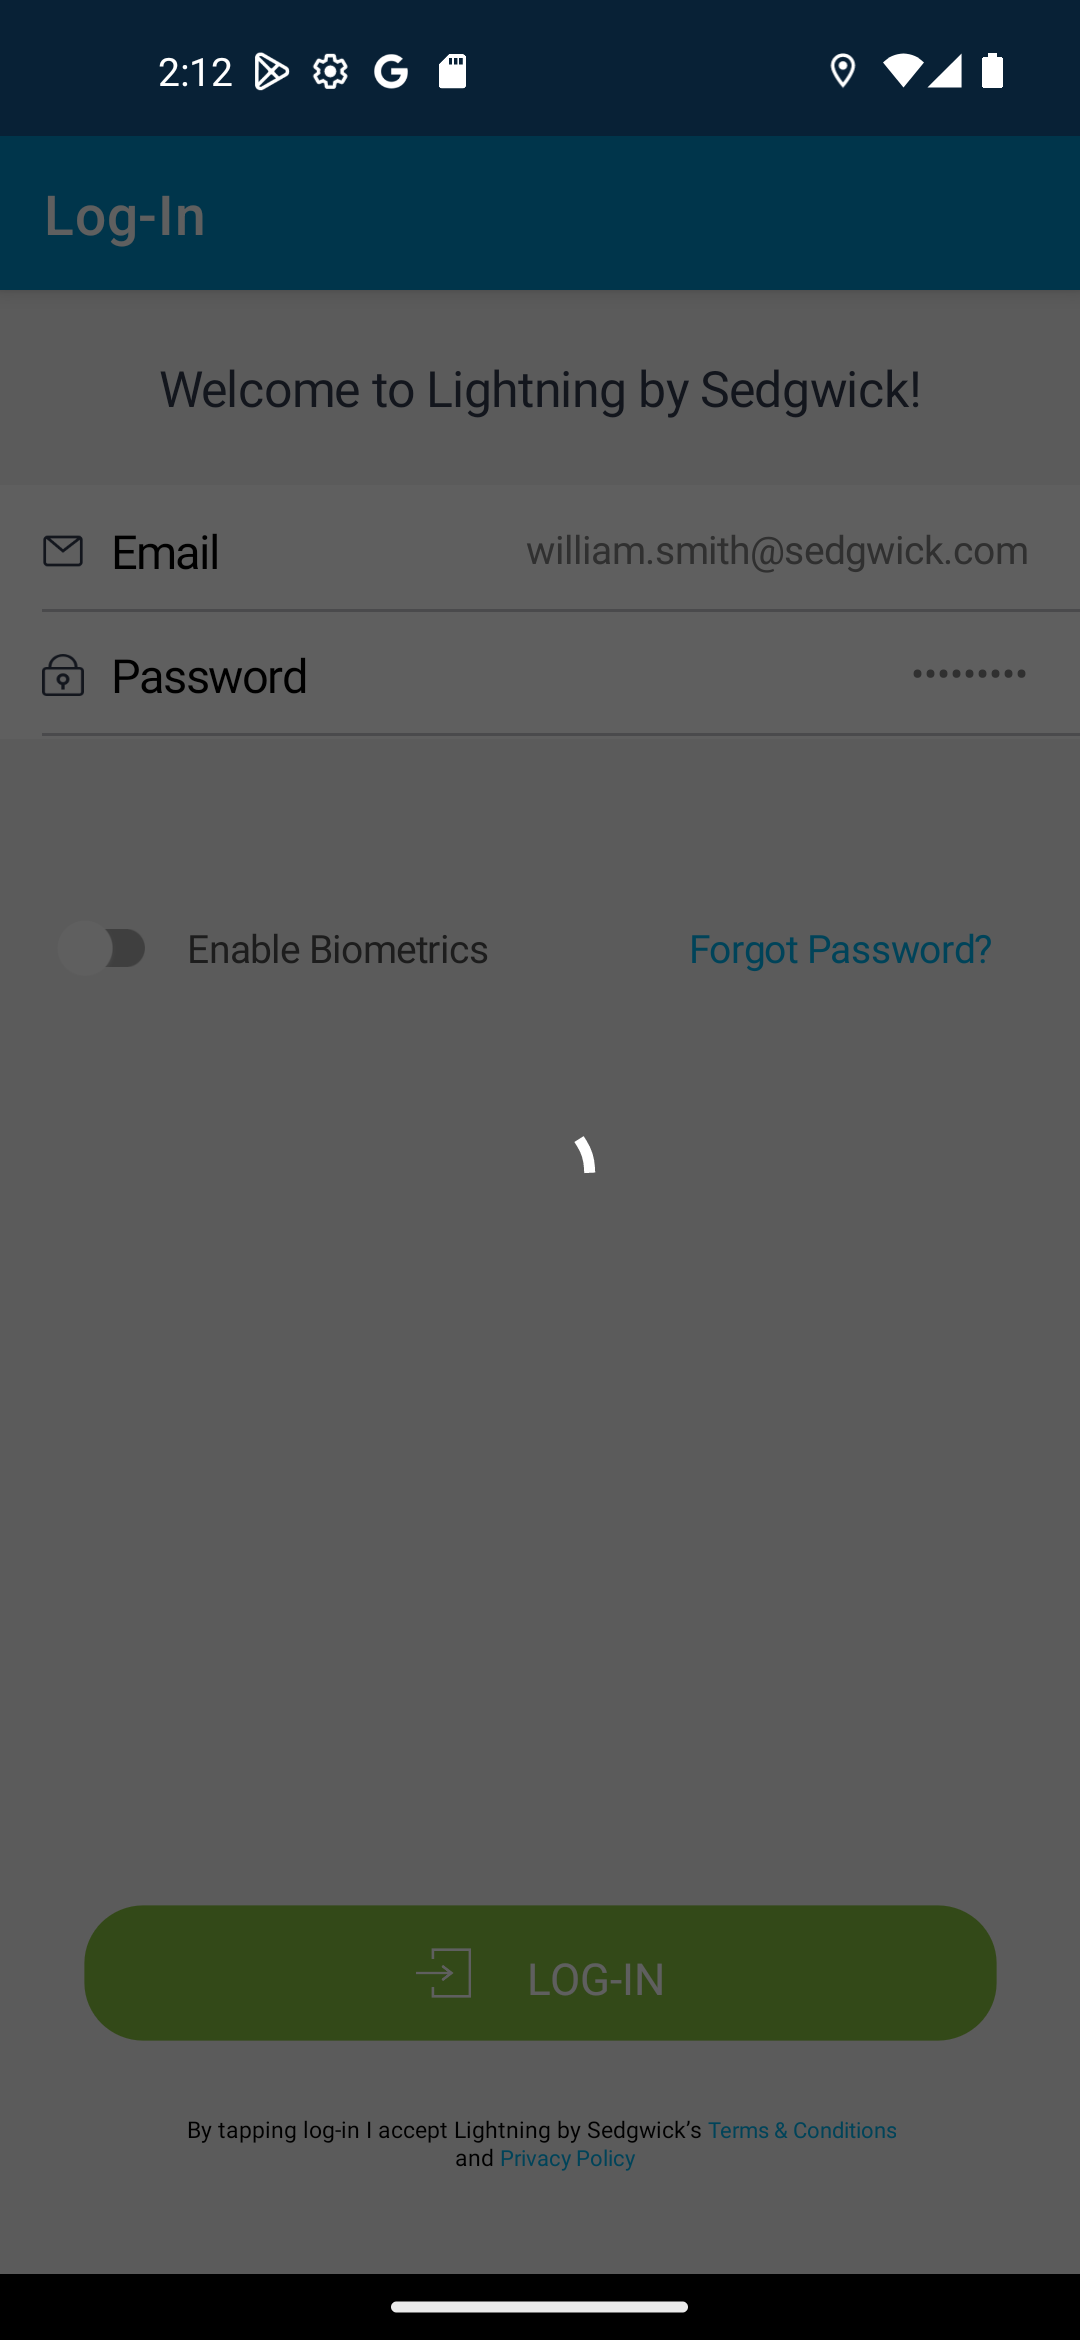 2:12
Log-In
Welcome to Lightning by Sedgwick!
Email william.smith@sedgwick.com
Password •••••••••
Enable Biometrics Forgot Password?
LOG-IN
By tapping log-in I accept Lightning by Sedgwick’s Terms & Conditions
and Privacy Policy